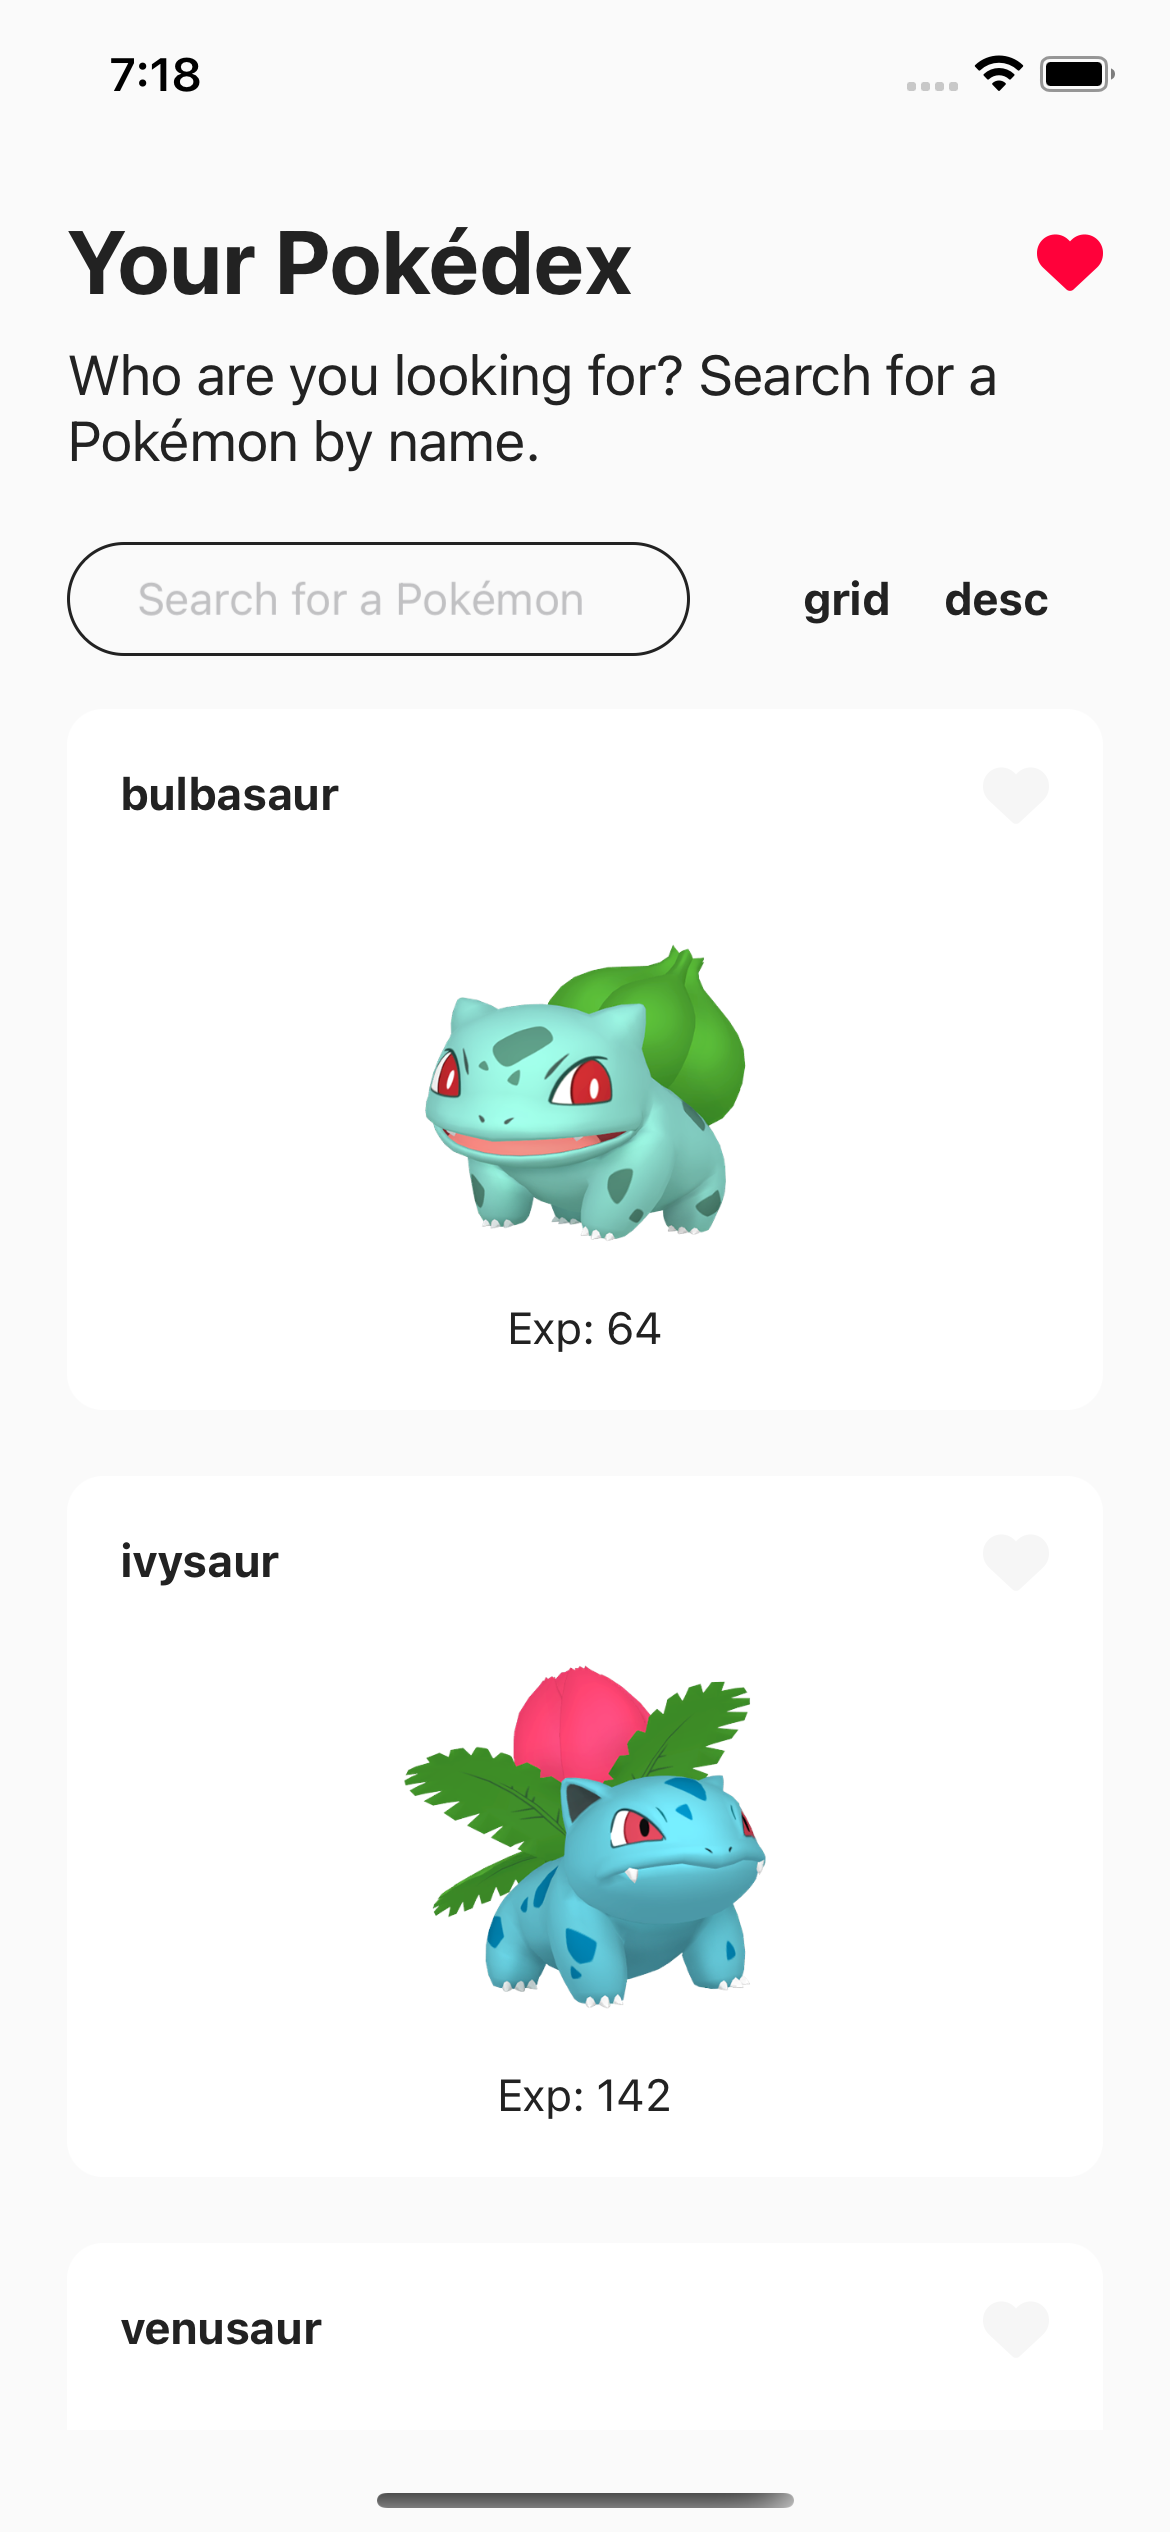 7:18
Your Pokédex
Who are you looking for? Search for a
Pokémon by name.
Search for a Pokémon
grid desc
bulbasaur
Exp: 64
ivysaur
Exp: 142
venusaur